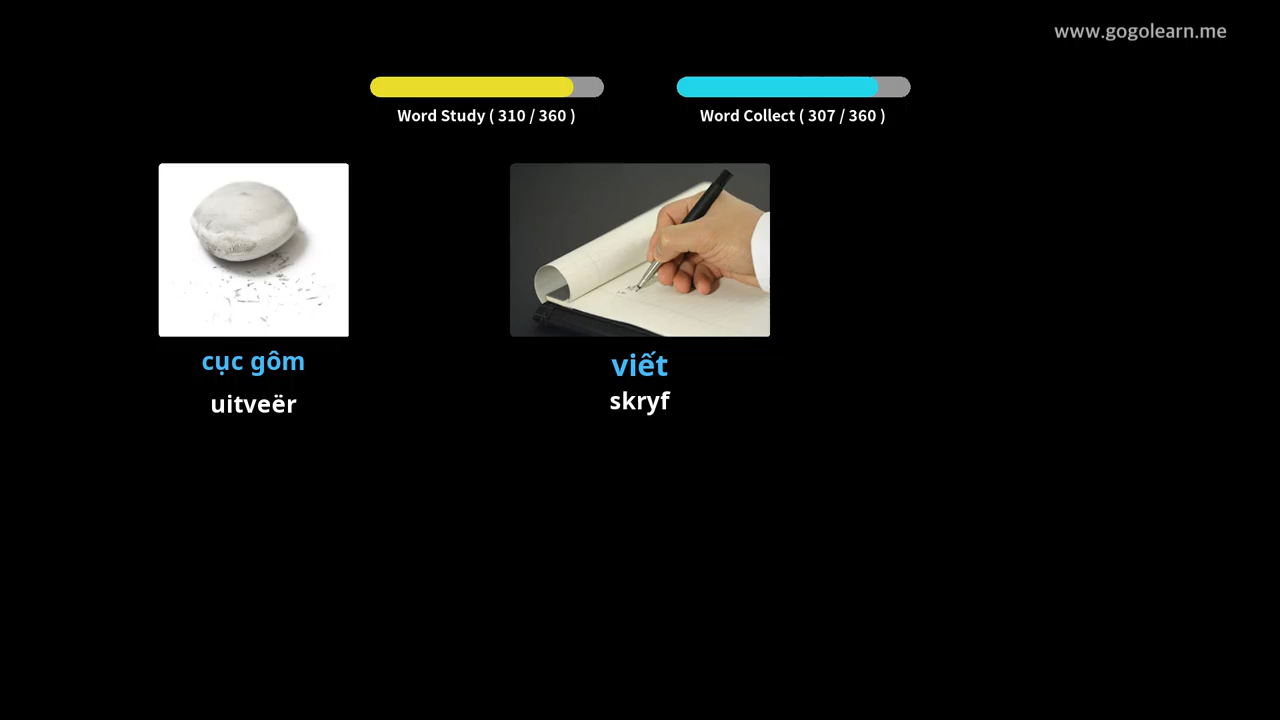 www.gogolearn.me
Word Study ( 310 / 360 )
Word Collect ( 307 / 360 )
cục gôm
uitveër
viết
skryf